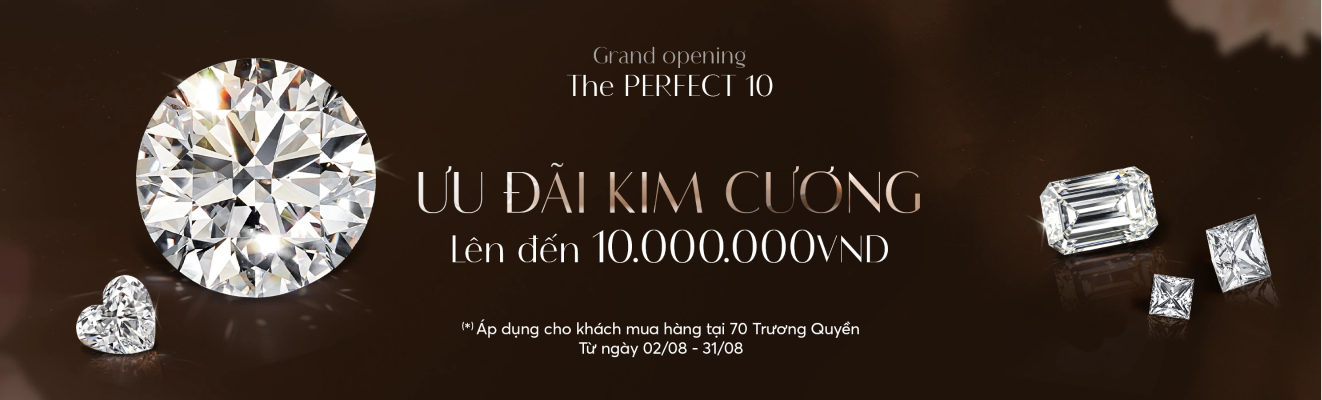 Grand opening
The PERFECT 10
ƯU ĐÃI KIM CƯƠNG
Lên đến 10.000.000VND
(*) Áp dụng cho khách mua hàng tại 70 Trương Quyền
Từ ngày 02/08 - 31/08